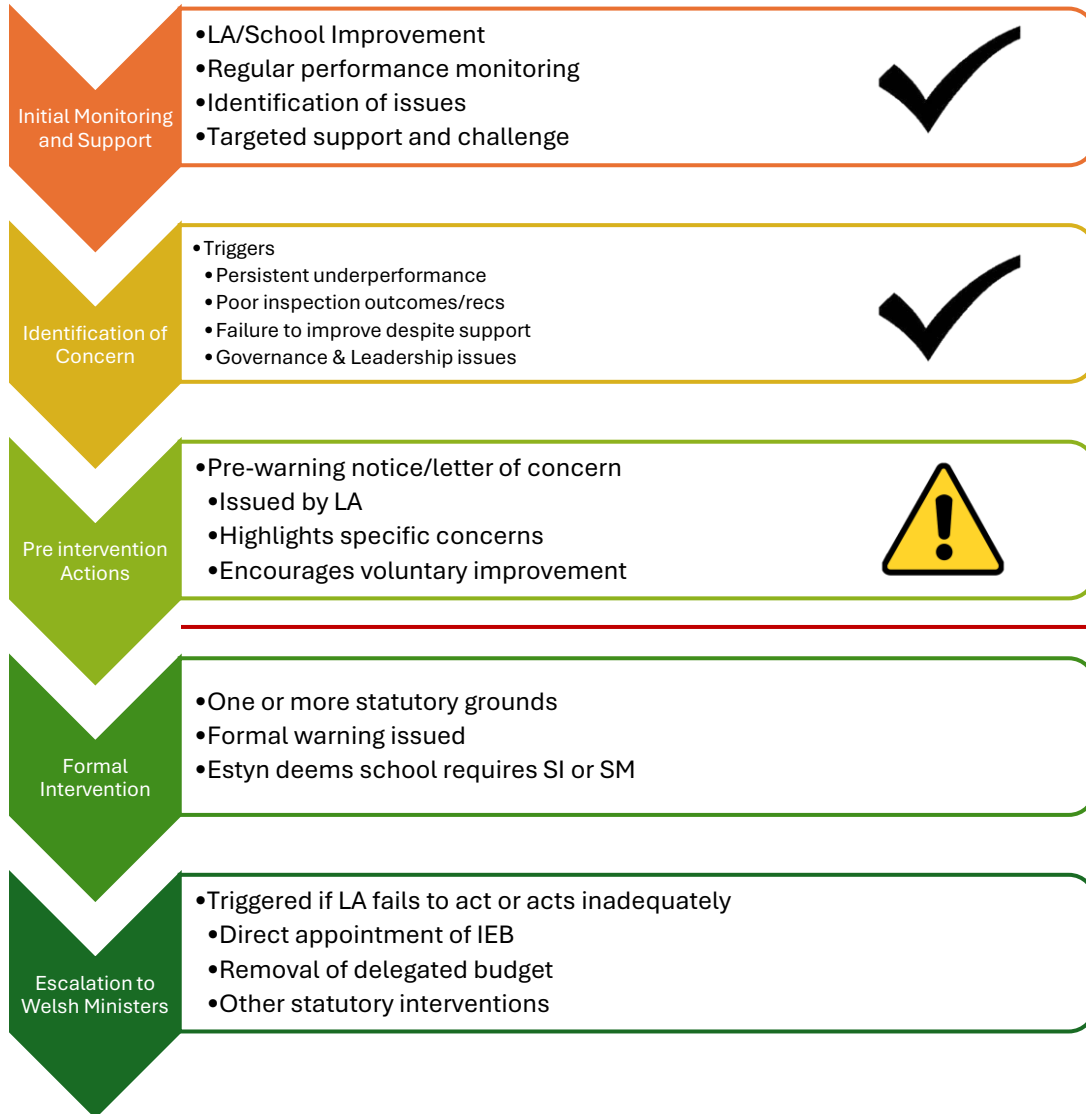 Initial Monitoring
and Support
•LA/School Improvement
•Regular performance monitoring
•Identification of issues
•Targeted support and challenge
Identification of
Concern
•Triggers
•Persistent underperformance
•Poor inspection outcomes/recs
•Failure to improve despite support
•Governance & Leadership issues
Pre intervention
Actions
•Pre-warning notice/letter of concern
•Issued by LA
•Highlights specific concerns
•Encourages voluntary improvement
Formal
Intervention
•One or more statutory grounds
•Formal warning issued
•Estyn deems school requires SI or SM
Escalation to
Welsh Ministers
•Triggered if LA fails to act or acts inadequately
•Direct appointment of IEB
•Removal of delegated budget
•Other statutory interventions